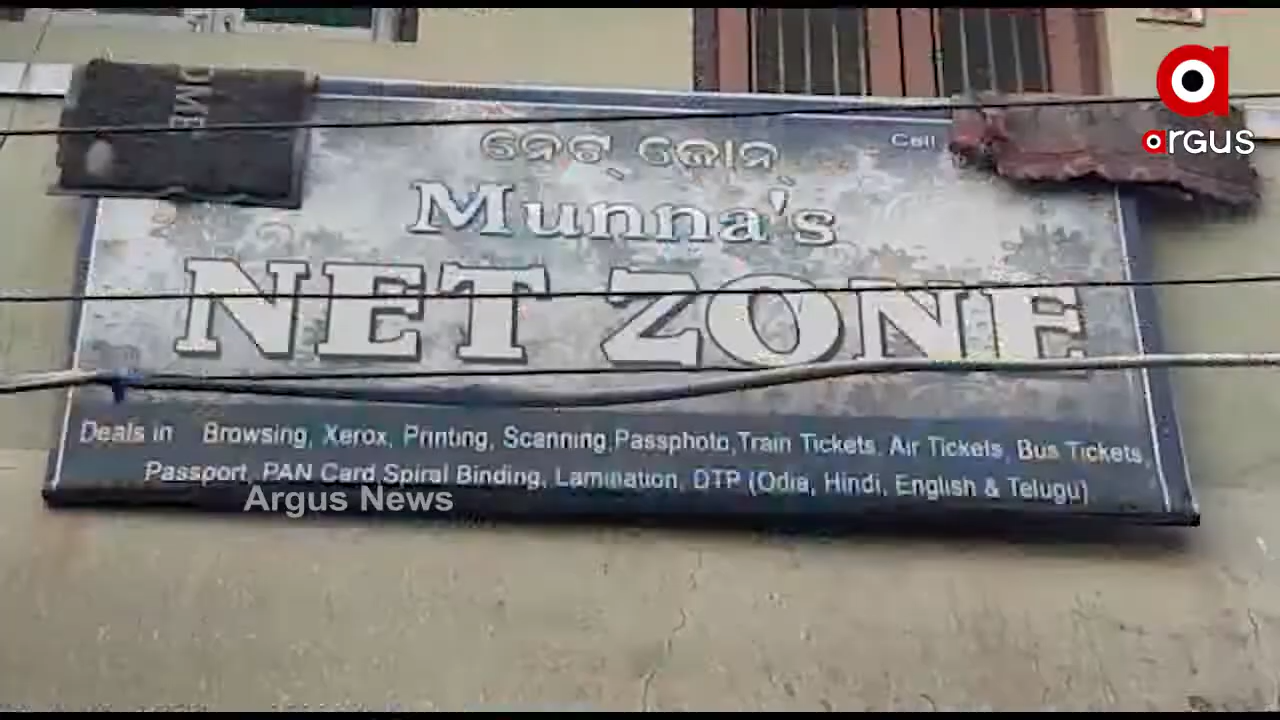 DME
ନେଟ୍ ଜୋନ୍
Cell
argus
Munna's
NET ZONE
Deals in Browsing, Xerox, Printing, Scanning, Passphoto, Train Tickets, Air Tickets, Bus Tickets,
Passport, PAN Card, Spiral Binding, Lamination, DTP (Odia, Hindi, English & Telugu)
Argus News